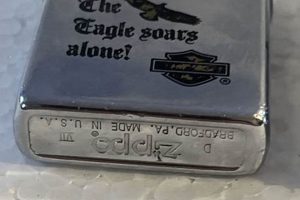 The
Eagle soars
alone!
®
D Zippo VII
BRADFORD, PA. MADE IN U.S.A.